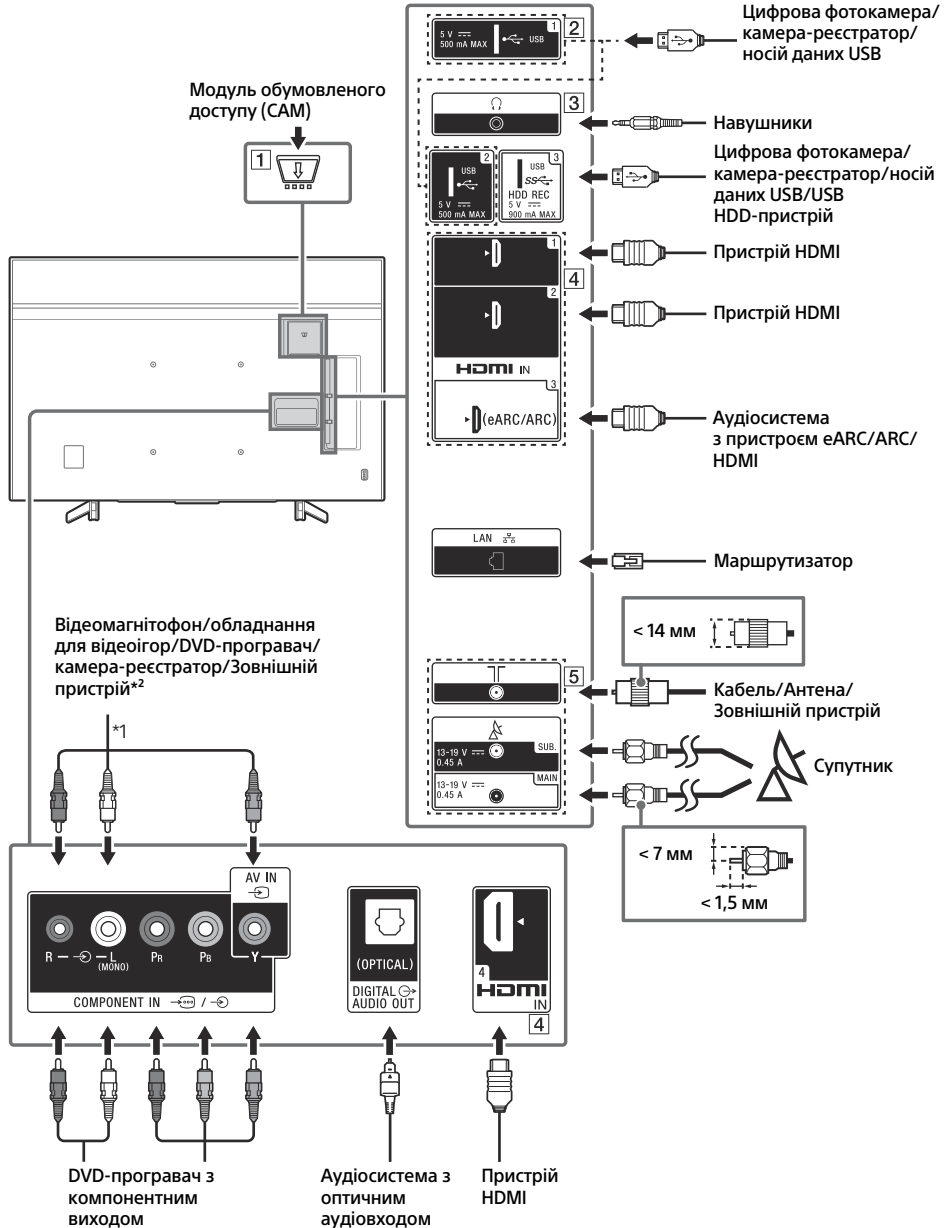 Цифрова фотокамера/
камера-реєстратор/
носій даних USB
1
5 V
500 mA MAX
USB
2
Модуль обумовленого
доступу (CAM)
1
3
Навушники
2
USB
5 V
500 mA MAX
3
USB
SS
HDD REC
5 V
900 mA MAX
Цифрова фотокамера/
камера-реєстратор/носій
даних USB/USB
HDD-пристрій
1
Пристрій HDMI
4
2
Пристрій HDMI
HDMI IN
3
(eARC/ARC)
Аудіосистема
з пристроєм eARC/ARC/
HDMI
LAN
Маршрутизатор
< 14 мм
5
Кабель/Антена/
Зовнішній пристрій
13-19 V
0.45 A
SUB.
13-19 V
0.45 A
MAIN
Супутник
< 7 мм
< 1,5 мм
Відеомагнітофон/обладнання
для відеоігор/DVD-програвач/
камера-реєстратор/Зовнішній
пристрій*2
*1
AV IN
R — — L
(MONO)
PR
PB
Y
COMPONENT IN /
(OPTICAL)
DIGITAL
AUDIO OUT
4
HDMI
IN
4
DVD-програвач з
компонентним
виходом
Аудіосистема з
оптичним
аудіовходом
Пристрій
HDMI